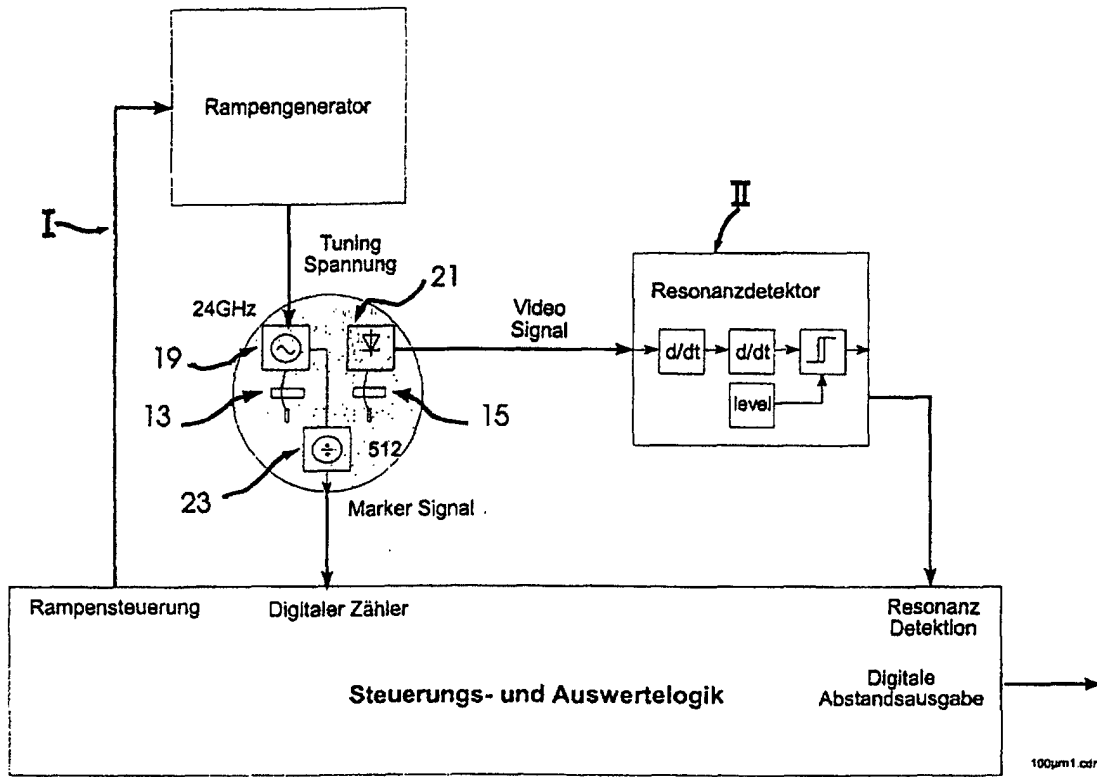 Rampengenerator
I
II
Tuning
Spannung
21
24GHz
Video
Signal
Resonanzdetektor
19
d/dt
d/dt
13
15
level
512
23
Marker Signal
Rampensteuerung
Digitaler Zähler
Resonanz
Detektion
Steuerungs- und Auswertelogik
Digitale
Abstandsausgabe
100µm1.cdr